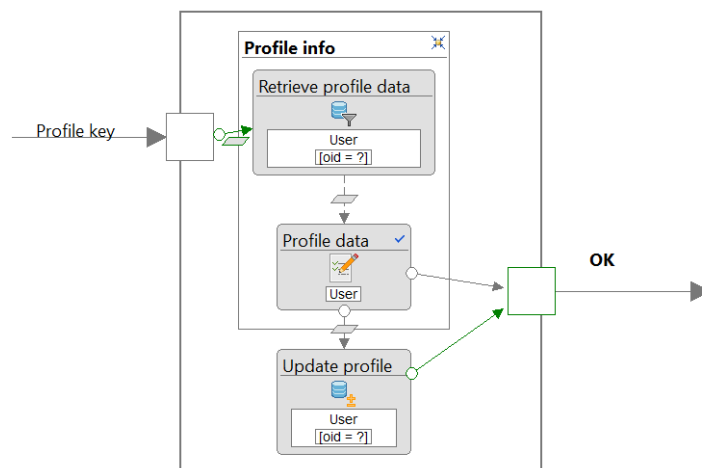 Profile info
Retrieve profile data
User
[oid = ?]
Profile key
Profile data
User
OK
Update profile
User
[oid = ?]